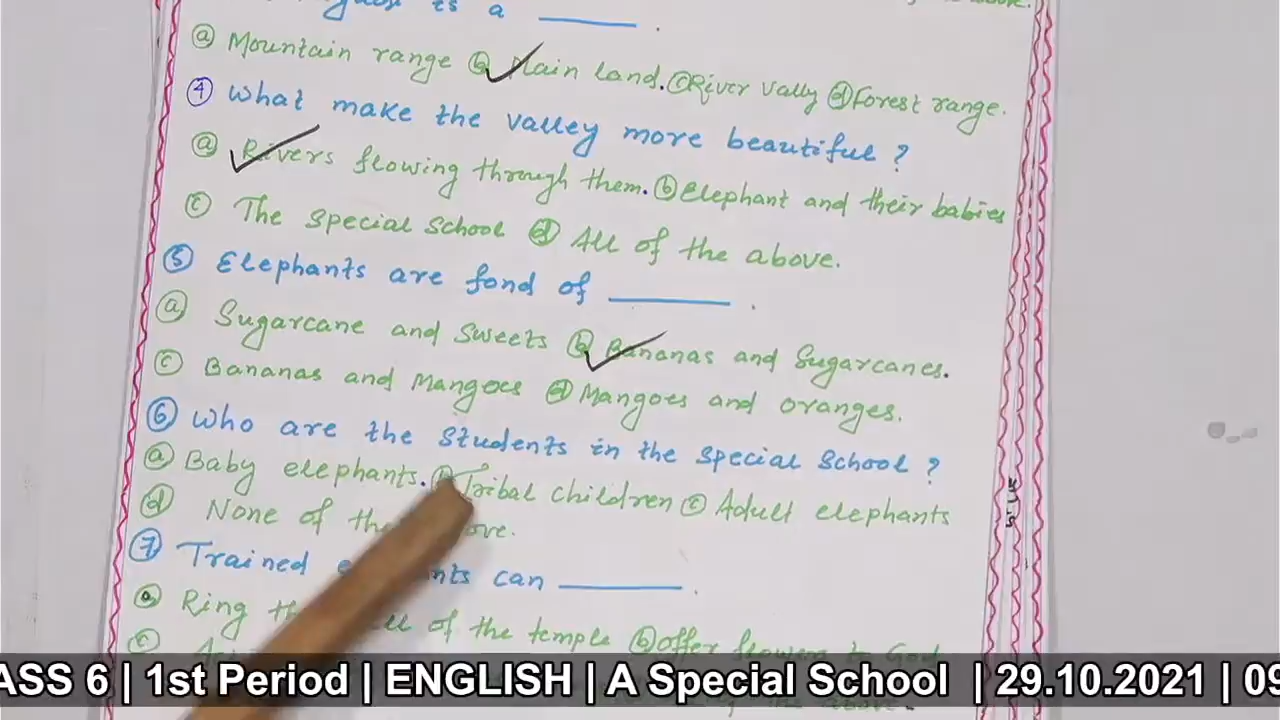 is a ______ .
ⓐ Mountain range ⓑ Plain land. ⓒ River vally ⓓ Forest range.
④ What make the valley more beautiful ?
ⓐ Rivers flowing through them. ⓑ Elephant and their babies
ⓒ The special school ⓓ All of the above.
⑤ Elephants are fond of ______ .
ⓐ Sugarcane and Sweets ⓑ Bananas and Sugarcanes.
ⓒ Bananas and Mangoes ⓓ Mangoes and oranges.
⑥ Who are the students in the special school ?
ⓐ Baby elephants. ⓑ Tribal children ⓒ Adult elephants
ⓓ None of the
⑦ Trained can ______ .
ⓐ Ring of the temple ⓑ offer flowers to God
ⓒ the above.
ASS 6 | 1st Period | ENGLISH | A Special School | 29.10.2021 | 09